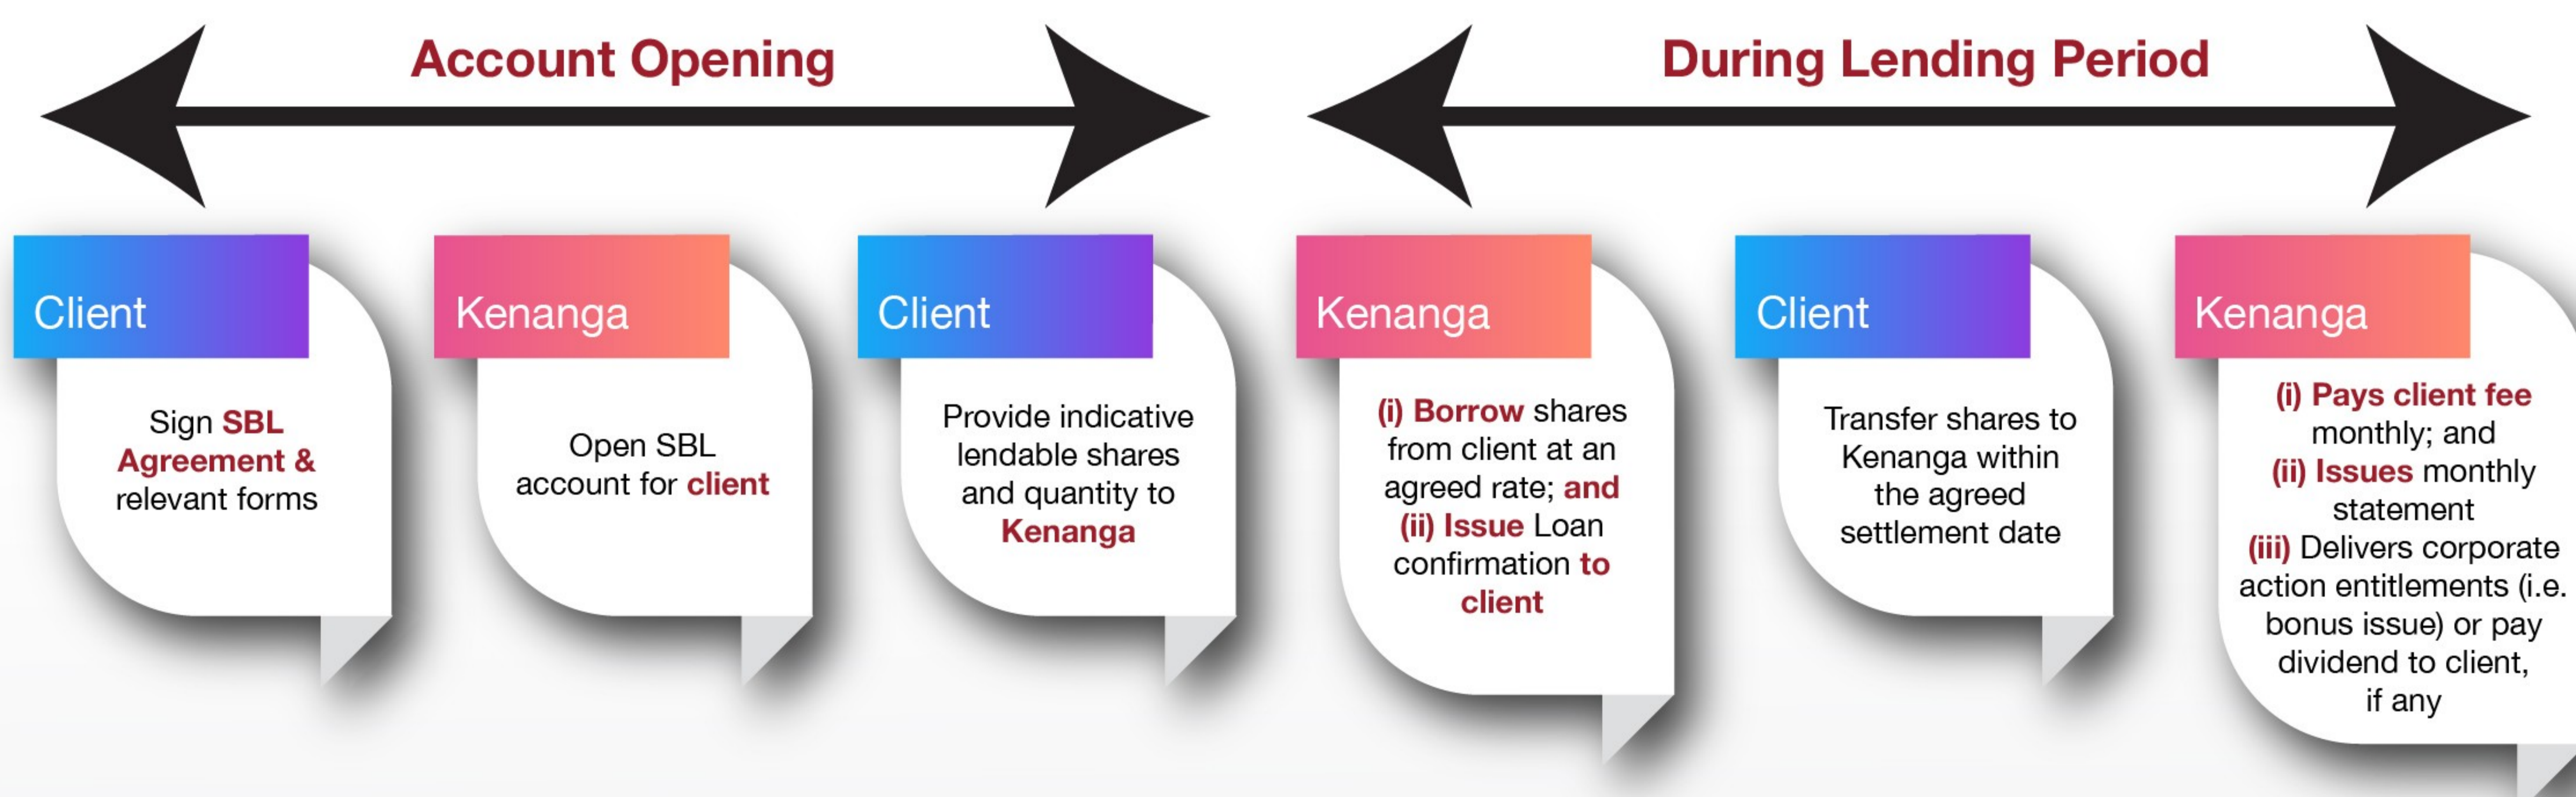 Account Opening
During Lending Period
Client
Sign SBL
Agreement &
relevant forms
Kenanga
Open SBL
account for client
Client
Provide indicative
lendable shares
and quantity to
Kenanga
Kenanga
(i) Borrow shares
from client at an
agreed rate; and
(ii) Issue Loan
confirmation to
client
Client
Transfer shares to
Kenanga within
the agreed
settlement date
Kenanga
(i) Pays client fee
monthly; and
(ii) Issues monthly
statement
(iii) Delivers corporate
action entitlements (i.e.
bonus issue) or pay
dividend to client,
if any